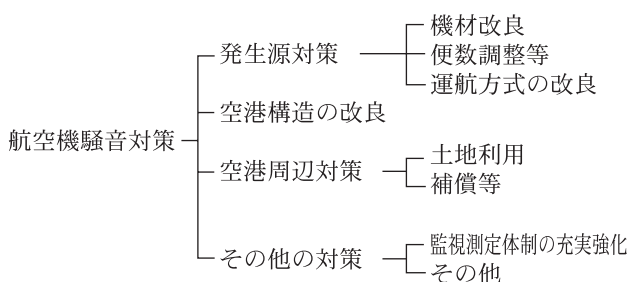 機材改良
発生源対策
便数調整等
運航方式の改良
空港構造の改良
航空機騒音対策
土地利用
空港周辺対策
補償等
監視測定体制の充実強化
その他の対策
その他